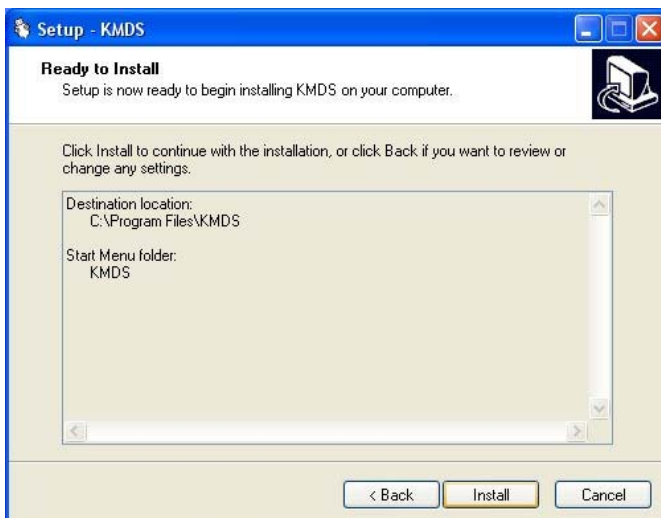 Setup - KMDS
Ready to Install
Setup is now ready to begin installing KMDS on your computer.
Click Install to continue with the installation, or click Back if you want to review or
change any settings.
Destination location:
C:\Program Files\KMDS
Start Menu folder:
KMDS
< Back
Install
Cancel